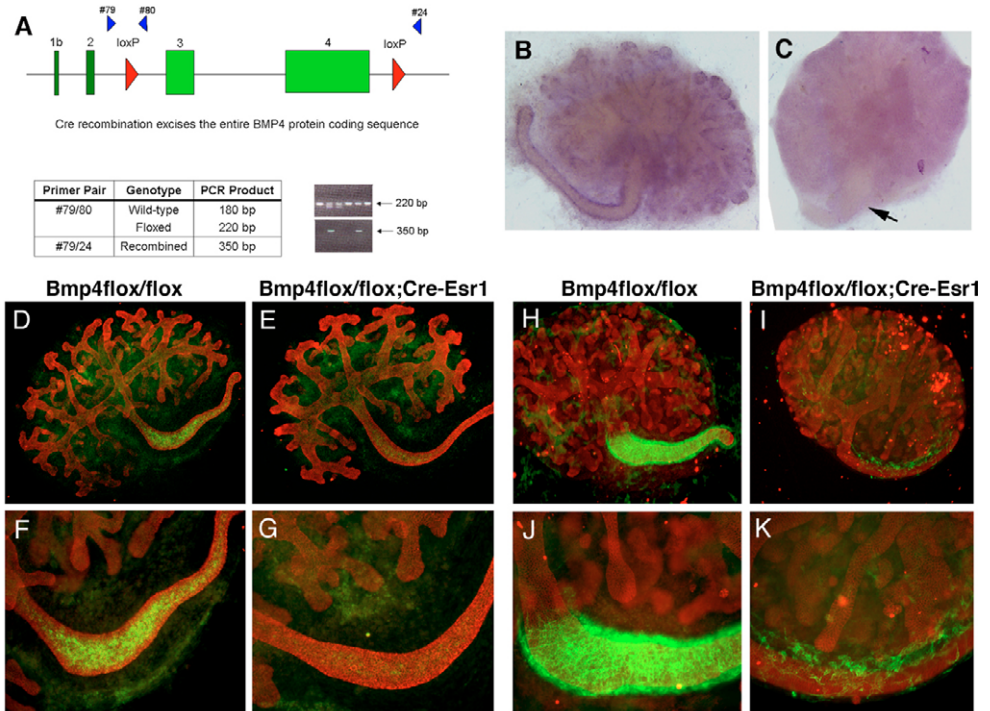 A
#79 #80 #24
1b 2 loxP 3 4 loxP
Cre recombination excises the entire BMP4 protein coding sequence
Primer Pair Genotype PCR Product
#79/80 Wild-type 180 bp
Floxed 220 bp
#79/24 Recombined 350 bp
220 bp
350 bp
B
C
Bmp4flox/flox Bmp4flox/flox;Cre-Esr1 Bmp4flox/flox Bmp4flox/flox;Cre-Esr1
D E H I
F G J K